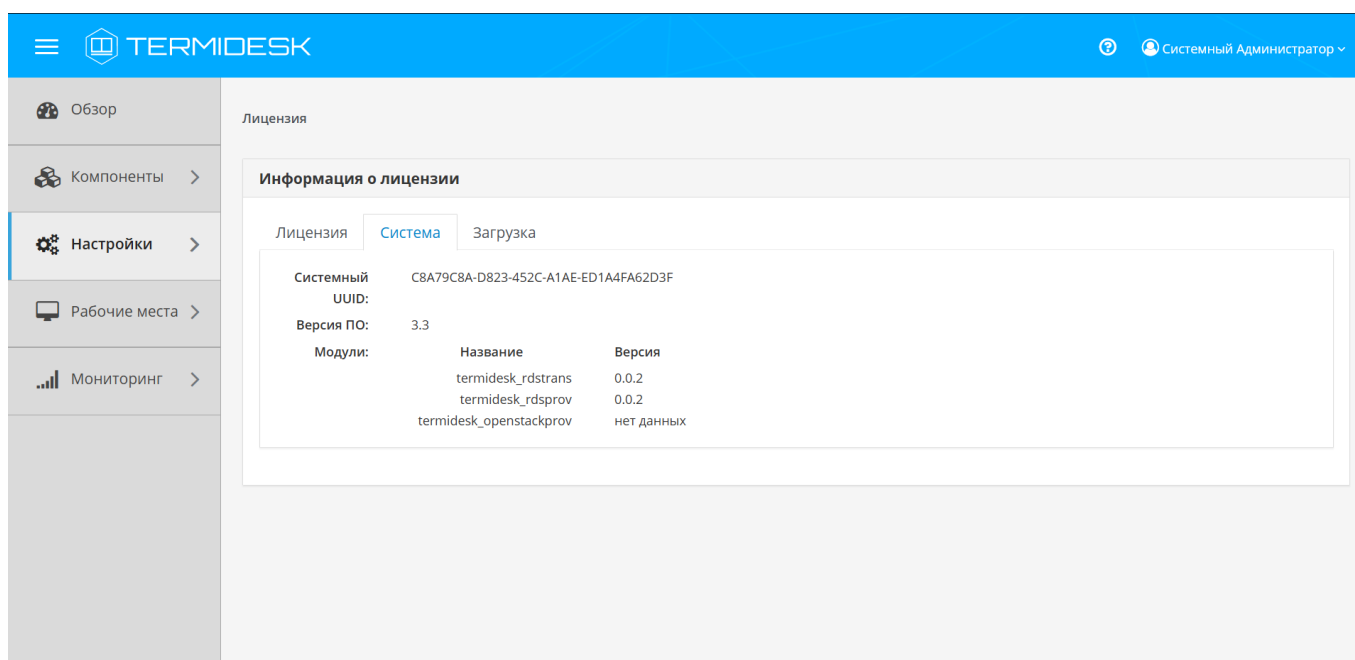 TERMIDESK
Системный Администратор
Обзор
Компоненты
Настройки
Рабочие места
Мониторинг
Лицензия
Информация о лицензии
Лицензия Система Загрузка
Системный UUID: C8A79C8A-D823-452C-A1AE-ED1A4FA62D3F
Версия ПО: 3.3
Модули: Название Версия
termidesk_rdstrans 0.0.2
termidesk_rdsprov 0.0.2
termidesk_openstackprov нет данных